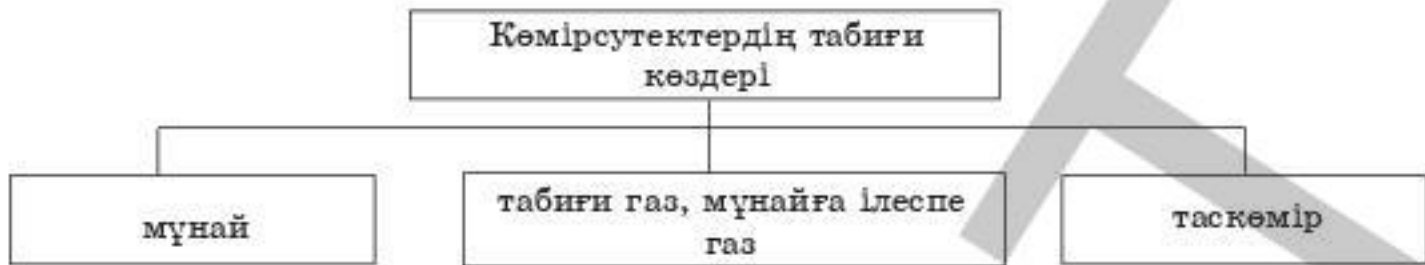 Көмірсутектердің табиғи
көздері
мұнай
табиғи газ, мұнайға ілеспе
газ
таскөмір